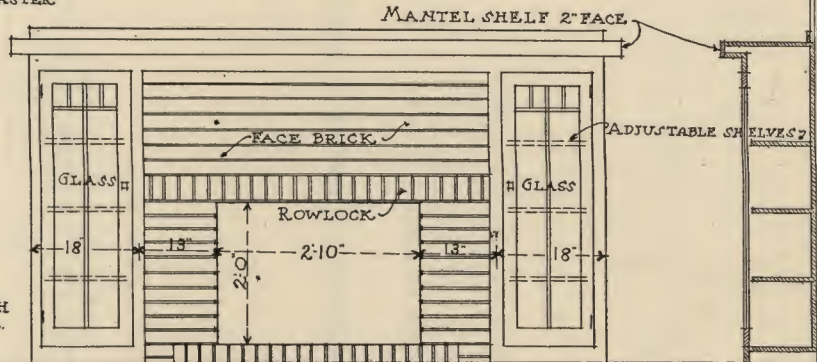 ASTER
MANTEL SHELF 2" FACE
FACE BRICK
ADJUSTABLE SHELVES
GLASS
GLASS
ROWLOCK
18"
13"
2'-10"
13"
18"
2'-0"
H